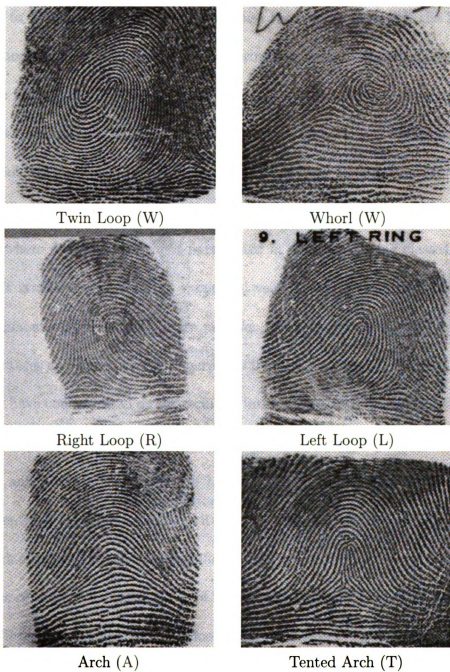 Twin Loop (W)
Whorl (W)
9. LEFT RING
Right Loop (R)
Left Loop (L)
Arch (A)
Tented Arch (T)